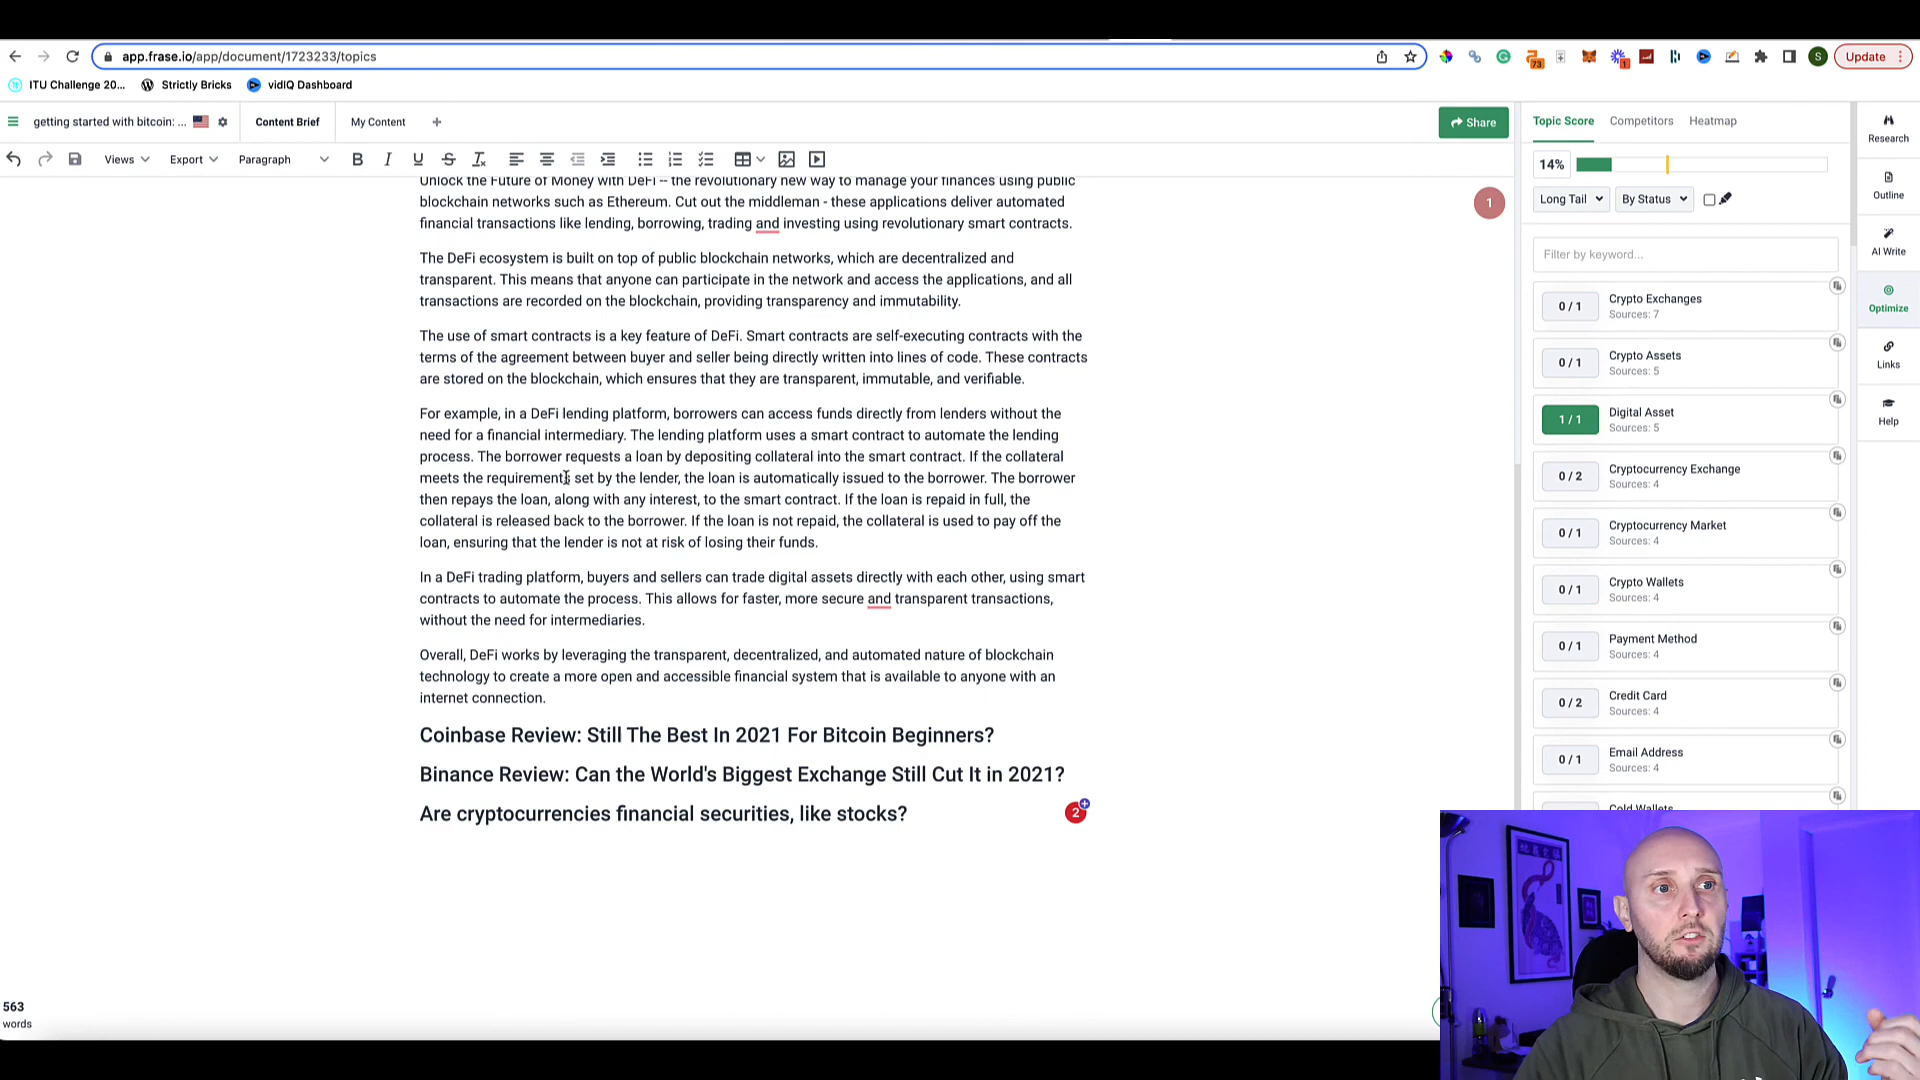 app.frase.io/app/document/1723233/topics
73
1
S
Update
ITU Challenge 20...
Strictly Bricks
vidIQ Dashboard
getting started with bitcoin: ...
Content Brief
My Content
+
Share
Views
Export
Paragraph
B
I
U
S
Unlock the Future of Money with DeFi -- the revolutionary new way to manage your finances using public
blockchain networks such as Ethereum. Cut out the middleman - these applications deliver automated
financial transactions like lending, borrowing, trading and investing using revolutionary smart contracts.
1
The DeFi ecosystem is built on top of public blockchain networks, which are decentralized and
transparent. This means that anyone can participate in the network and access the applications, and all
transactions are recorded on the blockchain, providing transparency and immutability.
The use of smart contracts is a key feature of DeFi. Smart contracts are self-executing contracts with the
terms of the agreement between buyer and seller being directly written into lines of code. These contracts
are stored on the blockchain, which ensures that they are transparent, immutable, and verifiable.
For example, in a DeFi lending platform, borrowers can access funds directly from lenders without the
need for a financial intermediary. The lending platform uses a smart contract to automate the lending
process. The borrower requests a loan by depositing collateral into the smart contract. If the collateral
meets the requirements set by the lender, the loan is automatically issued to the borrower. The borrower
then repays the loan, along with any interest, to the smart contract. If the loan is repaid in full, the
collateral is released back to the borrower. If the loan is not repaid, the collateral is used to pay off the
loan, ensuring that the lender is not at risk of losing their funds.
In a DeFi trading platform, buyers and sellers can trade digital assets directly with each other, using smart
contracts to automate the process. This allows for faster, more secure and transparent transactions,
without the need for intermediaries.
Overall, DeFi works by leveraging the transparent, decentralized, and automated nature of blockchain
technology to create a more open and accessible financial system that is available to anyone with an
internet connection.
Coinbase Review: Still The Best In 2021 For Bitcoin Beginners?
Binance Review: Can the World's Biggest Exchange Still Cut It in 2021?
Are cryptocurrencies financial securities, like stocks?
2
563
words
Topic Score
Competitors
Heatmap
14%
Long Tail
By Status
Filter by keyword...
0 / 1
Crypto Exchanges
Sources: 7
0 / 1
Crypto Assets
Sources: 5
1 / 1
Digital Asset
Sources: 5
0 / 2
Cryptocurrency Exchange
Sources: 4
0 / 1
Cryptocurrency Market
Sources: 4
0 / 1
Crypto Wallets
Sources: 4
0 / 1
Payment Method
Sources: 4
0 / 2
Credit Card
Sources: 4
0 / 1
Email Address
Sources: 4
Cold Wallets
Research
Outline
AI Write
Optimize
Links
Help